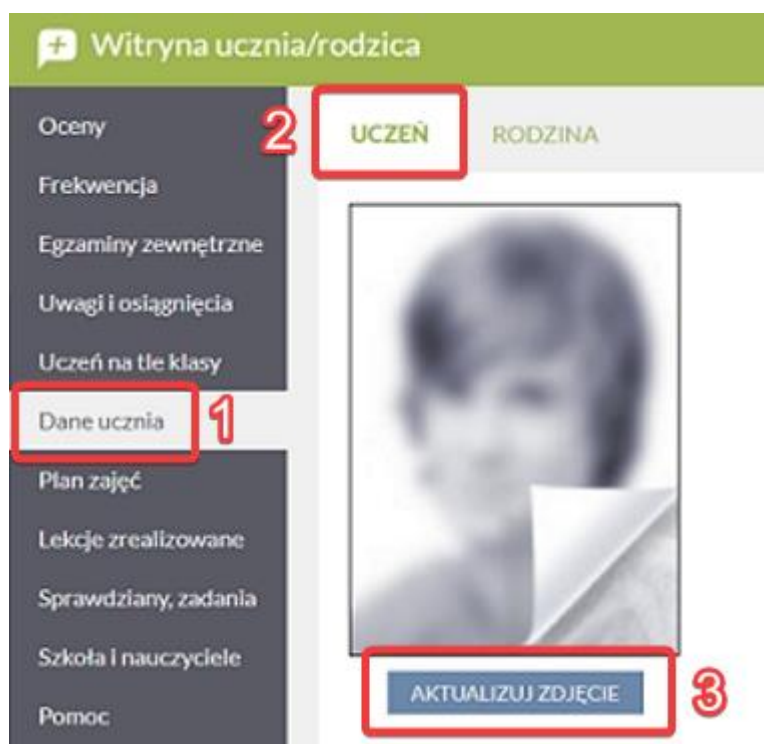 Witryna ucznia/rodzica
Oceny
2
UCZEŃ RODZINA
Frekwencja
Egzaminy zewnętrzne
Uwagi i osiągnięcia
Uczeń na tle klasy
Dane ucznia 1
Plan zajęć
Lekcje zrealizowane
Sprawdziany, zadania
Szkoła i nauczyciele
Pomoc
AKTUALIZUJ ZDJĘCIE 3